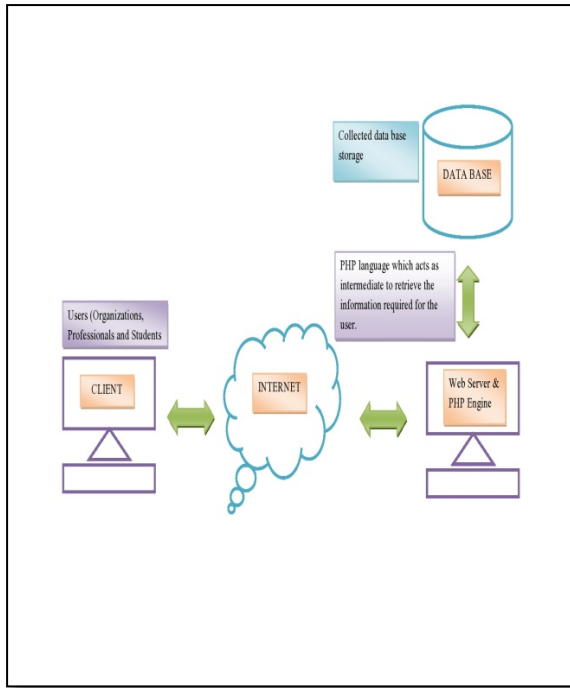 Collected data base
storage
DATA BASE
PHP language which acts as
intermediate to retrieve the
information required for the
user.
Users (Organizations,
Professionals and Students
CLIENT
INTERNET
Web Server &
PHP Engine